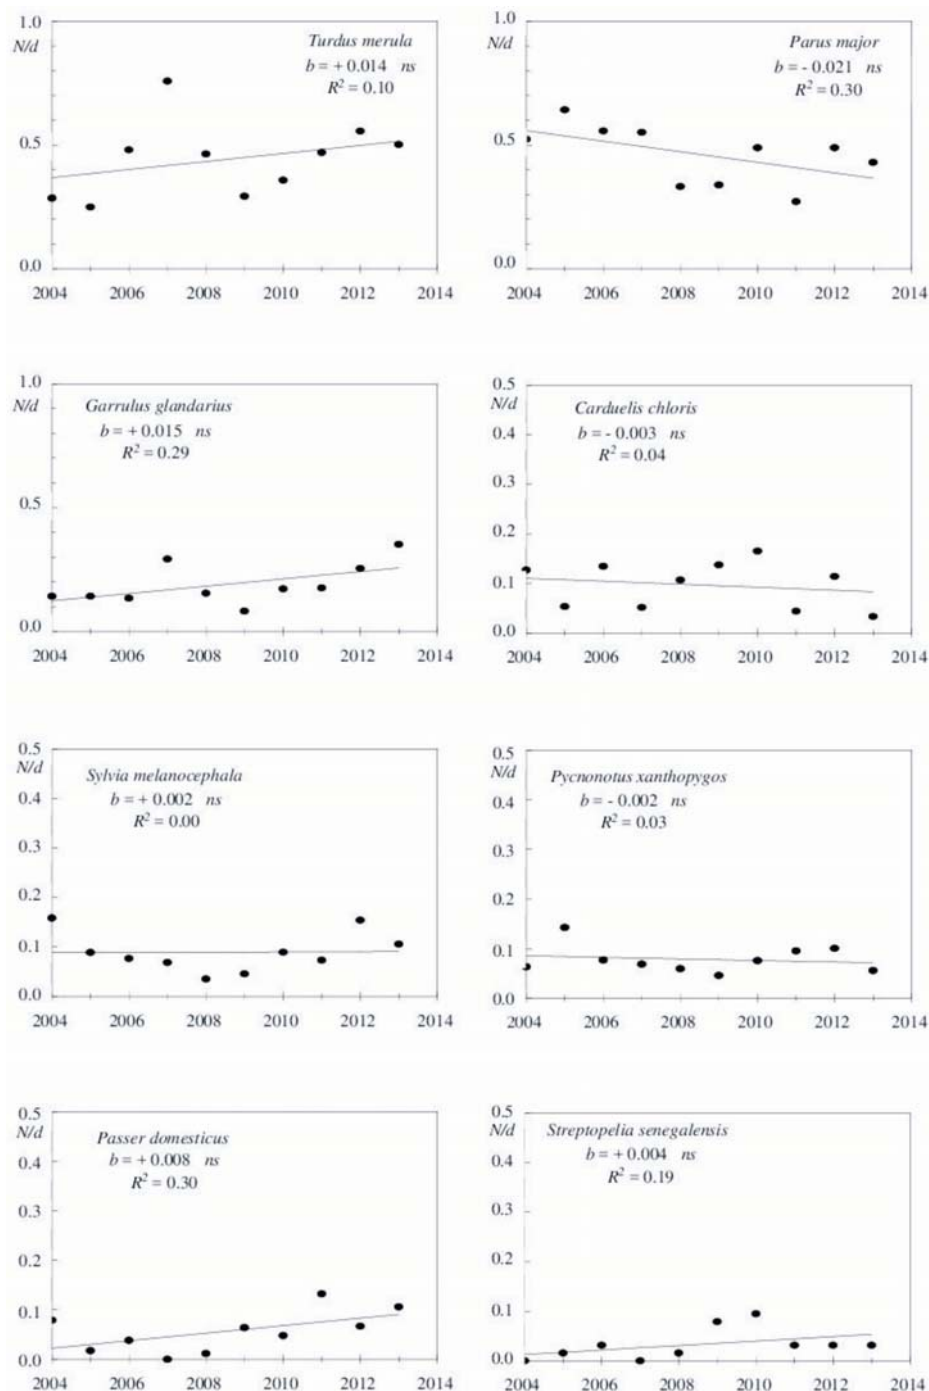 1.0
N/d
Turdus merula
b = + 0.014 ns
R² = 0.10
0.5
0.0
2004 2006 2008 2010 2012 2014
1.0
N/d
Parus major
b = - 0.021 ns
R² = 0.30
0.5
0.0
2004 2006 2008 2010 2012 2014
1.0
N/d
Garrulus glandarius
b = + 0.015 ns
R² = 0.29
0.5
0.0
2004 2006 2008 2010 2012 2014
0.5
N/d
Carduelis chloris
b = - 0.003 ns
R² = 0.04
0.4
0.3
0.2
0.1
0.0
2004 2006 2008 2010 2012 2014
0.5
N/d
Sylvia melanocephala
b = + 0.002 ns
R² = 0.00
0.4
0.3
0.2
0.1
0.0
2004 2006 2008 2010 2012 2014
0.5
N/d
Pycnonotus xanthopygos
b = - 0.002 ns
R² = 0.03
0.4
0.3
0.2
0.1
0.0
2004 2006 2008 2010 2012 2014
0.5
N/d
Passer domesticus
b = + 0.008 ns
R² = 0.30
0.4
0.3
0.2
0.1
0.0
2004 2006 2008 2010 2012 2014
0.5
N/d
Streptopelia senegalensis
b = + 0.004 ns
R² = 0.19
0.4
0.3
0.2
0.1
0.0
2004 2006 2008 2010 2012 2014